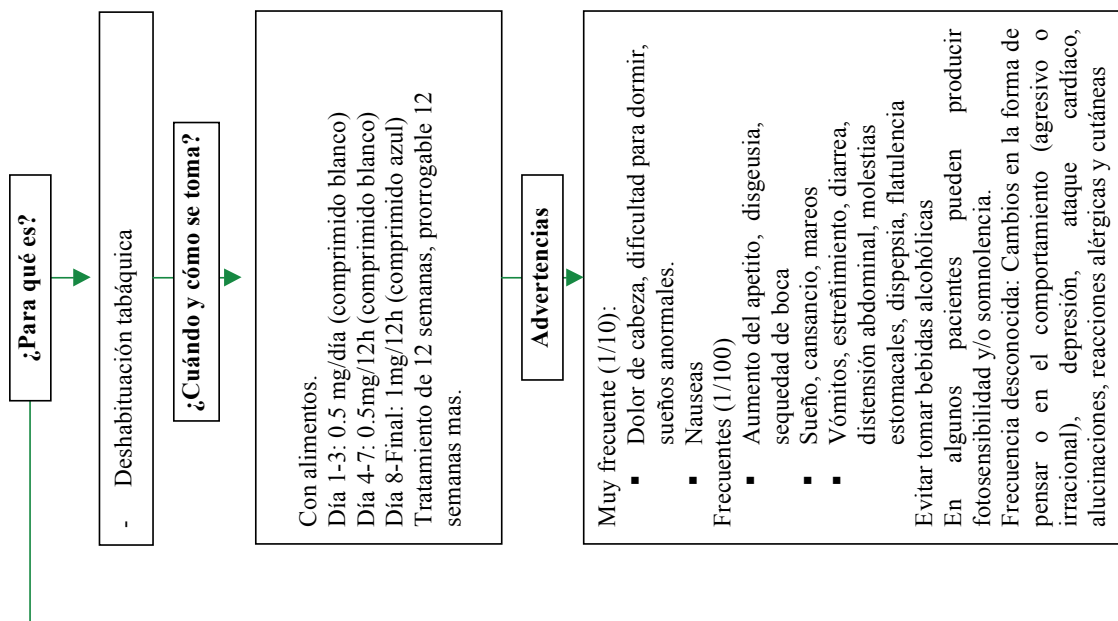 ¿Para qué es?
- Deshabituación tabáquica
¿Cuándo y cómo se toma?
Con alimentos.
Día 1-3: 0.5 mg/día (comprimido blanco)
Día 4-7: 0.5mg/12h (comprimido blanco)
Día 8-Final: 1mg/12h (comprimido azul)
Tratamiento de 12 semanas, prorrogable 12
semanas mas.
Advertencias
Muy frecuente (1/10):
▪ Dolor de cabeza, dificultad para dormir,
sueños anormales.
▪ Nauseas
Frecuentes (1/100)
▪ Aumento del apetito, disgeusia,
sequedad de boca
▪ Sueño, cansancio, mareos
▪ Vómitos, estreñimiento, diarrea,
distensión abdominal, molestias
estomacales, dispepsia, flatulencia
Evitar tomar bebidas alcohólicas
En algunos pacientes pueden producir
fotosensibilidad y/o somnolencia.
Frecuencia desconocida: Cambios en la forma de
pensar o en el comportamiento (agresivo o
irracional), depresión, ataque cardíaco,
alucinaciones, reacciones alérgicas y cutáneas